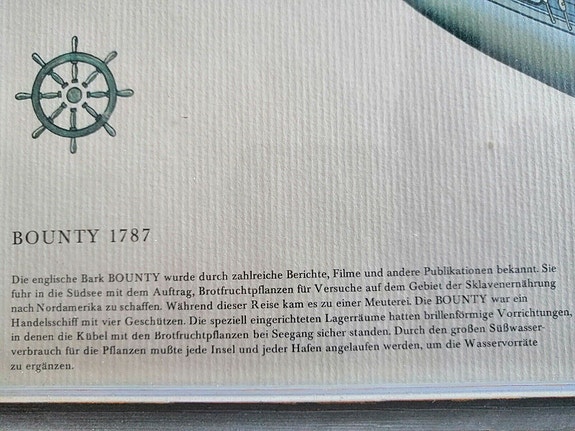 BOUNTY 1787
Die englische Bark BOUNTY wurde durch zahlreiche Berichte, Filme und andere Publikationen bekannt. Sie
fuhr in die Südsee mit dem Auftrag, Brotfruchtpflanzen für Versuche auf dem Gebiet der Sklavenernährung
nach Nordamerika zu schaffen. Während dieser Reise kam es zu einer Meuterei. Die BOUNTY war ein
Handelsschiff mit vier Geschützen. Die speziell eingerichteten Lagerräume hatten brillenförmige Vorrichtungen,
in denen die Kübel mit den Brotfruchtpflanzen bei Seegang sicher standen. Durch den großen Süßwasser-
verbrauch für die Pflanzen mußte jede Insel und jeder Hafen angelaufen werden, um die Wasservorräte
zu ergänzen.